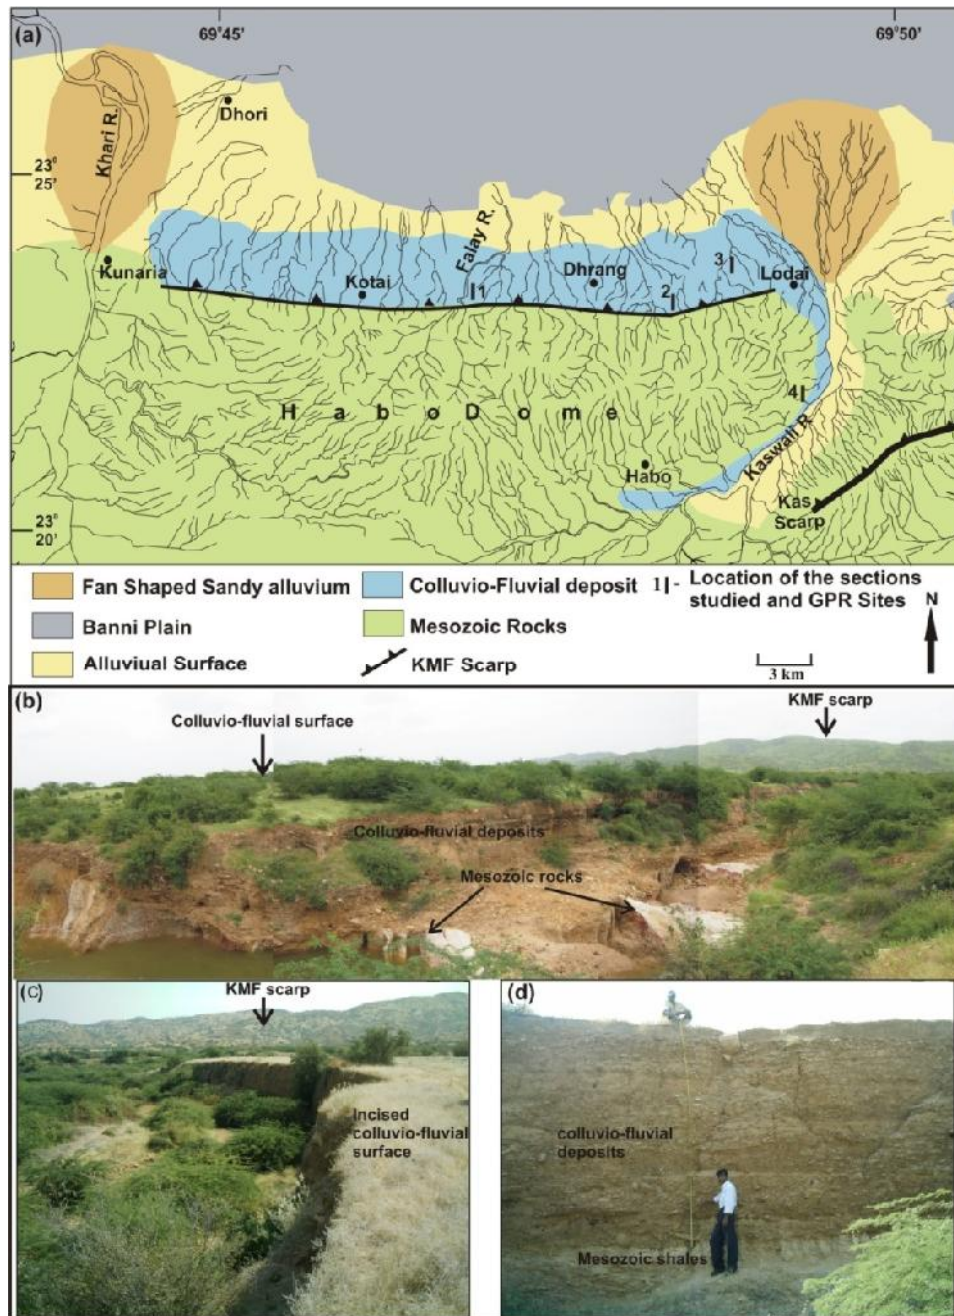 (a)
69°45'
69°50'
23°
25'
23°
20'
Khari R.
Dhori
Kunaria
Kotai
Falay R.
1
Dhrang
2
3
Lodai
4
Habo Dome
Habo
Kaswali R.
Kas
Scarp
Fan Shaped Sandy alluvium
Banni Plain
Alluviual Surface
Colluvio-Fluvial deposit
Mesozoic Rocks
KMF Scarp
1 - Location of the sections
studied and GPR Sites
N
3 km
(b)
Colluvio-fluvial surface
KMF scarp
Colluvio-fluvial deposits
Mesozoic rocks
(c)
KMF scarp
Incised
colluvio-fluvial
surface
(d)
colluvio-fluvial
deposits
Mesozoic shales